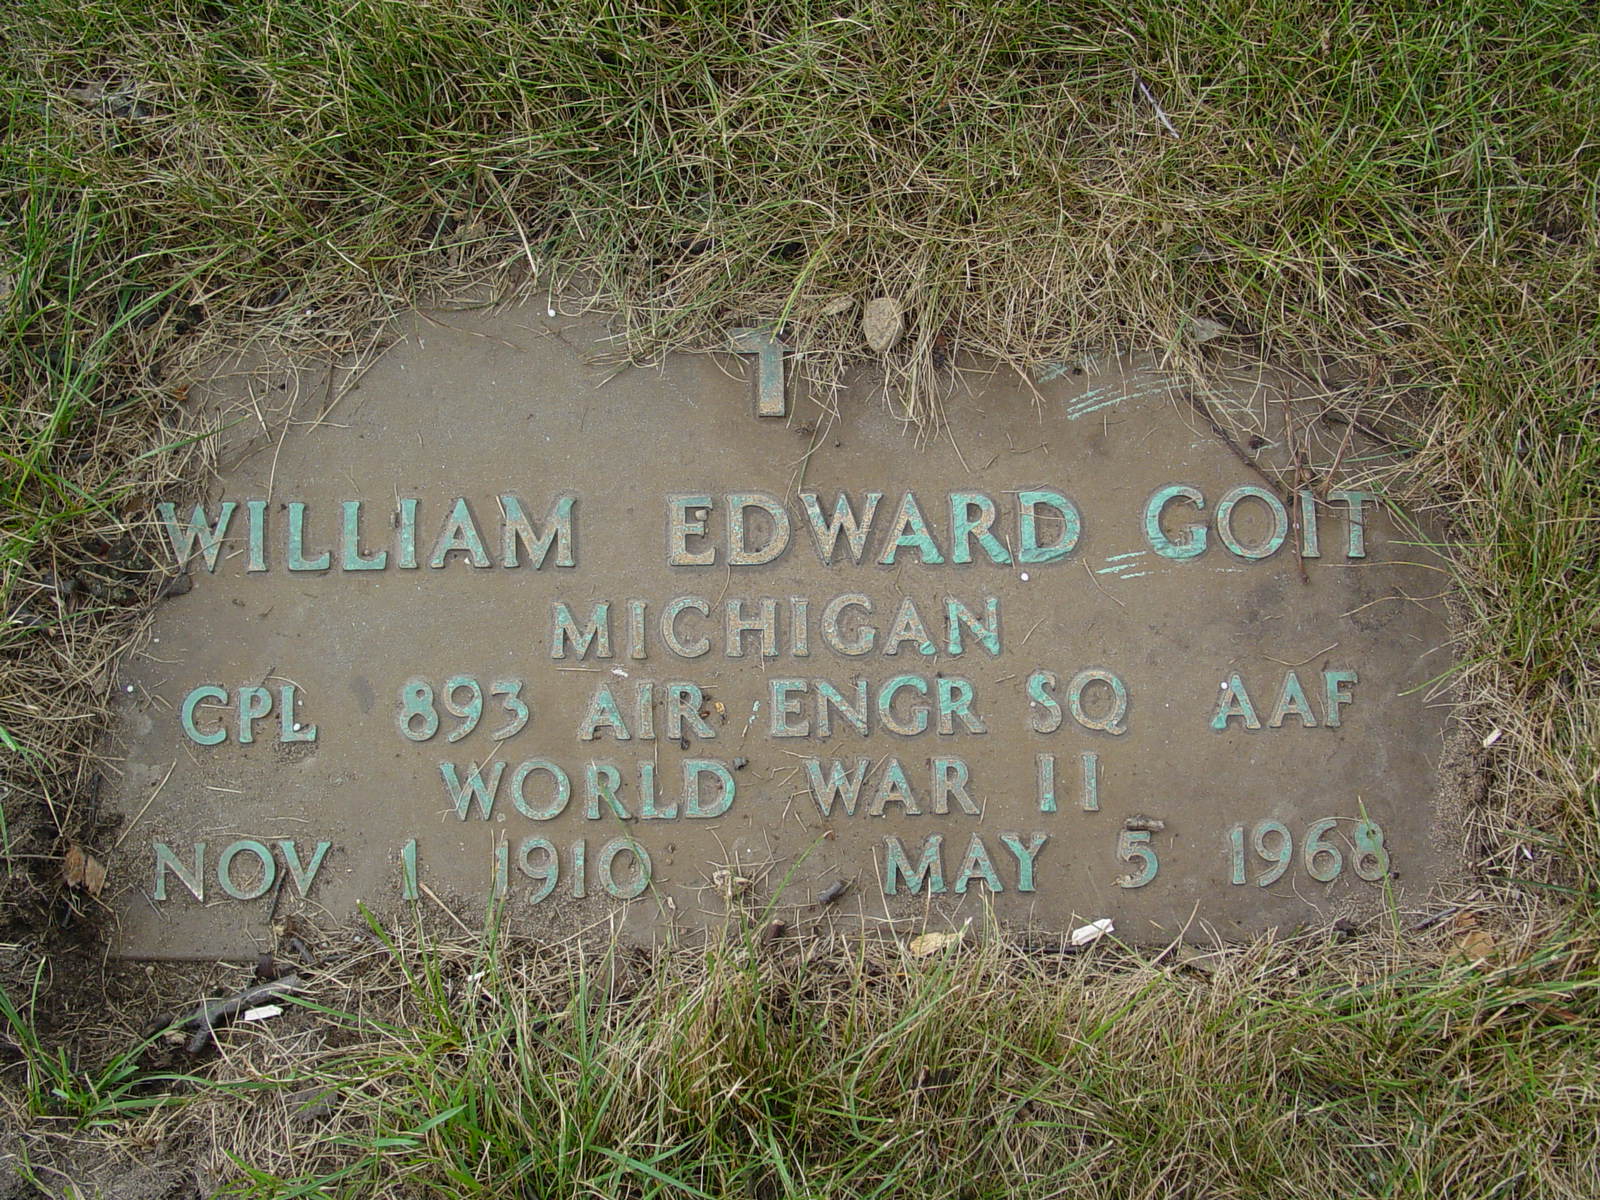 WILLIAM EDWARD GOIT
MICHIGAN
CPL 893 AIR ENGR SQ AAF
WORLD WAR II
NOV 1 1910 MAY 5 1968